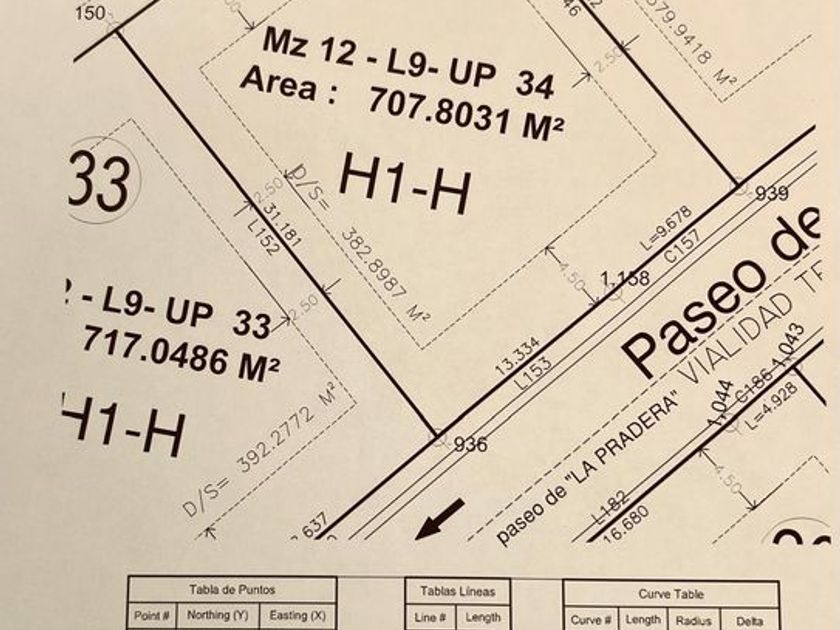 150
Mz 12 - L9- UP 34
Area : 707.8031 M²
H1-H
579.9418 M²
2.50
33
2.50
31.181
L152
D/S= 382.8987 M²
2.50
- L9- UP 33
717.0486 M²
H1-H
D/S= 392.2772 M²
939
L=9.678
C157
4.50
1,158
13.334
L153
936
Paseo de
VIALIDAD
paseo de "LA PRADERA"
1,043
1,044
C186
L=4.928
4.50
L182
16.680
.637
Tabla de Puntos
Point # Northing (Y) Easting (X)
Tablas Líneas
Line # Length
Curve Table
Curve # Length Radius Delta